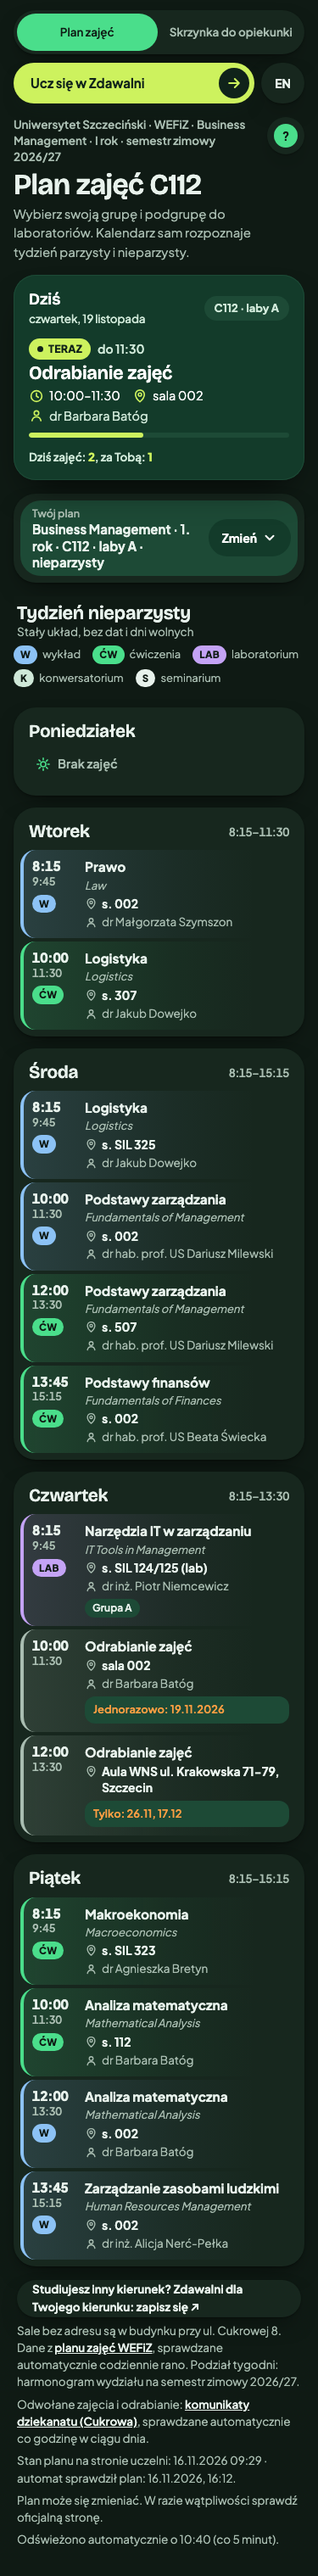 Plan zajęć
Skrzynka do opiekunki
Ucz się w Zdawalni
EN
Uniwersytet Szczeciński · WEFiZ · Business
Management · I rok · semestr zimowy
2026/27
?
Plan zajęć C112
Wybierz swoją grupę i podgrupę do
laboratoriów. Kalendarz sam rozpoznaje
tydzień parzysty i nieparzysty.
Dziś
czwartek, 19 listopada
C112 · laby A
TERAZ
do 11:30
Odrabianie zajęć
10:00–11:30
sala 002
dr Barbara Batóg
Dziś zajęć: 2, za Tobą: 1
Twój plan
Business Management · 1.
rok · C112 · laby A ·
nieparzysty
Zmień
Tydzień nieparzysty
Stały układ, bez dat i dni wolnych
W wykład
ĆW ćwiczenia
LAB laboratorium
K konwersatorium
S seminarium
Poniedziałek
Brak zajęć
Wtorek
8:15–11:30
8:15
9:45
W
Prawo
Law
s. 002
dr Małgorzata Szymszon
10:00
11:30
ĆW
Logistyka
Logistics
s. 307
dr Jakub Dowejko
Środa
8:15–15:15
8:15
9:45
W
Logistyka
Logistics
s. SIL 325
dr Jakub Dowejko
10:00
11:30
W
Podstawy zarządzania
Fundamentals of Management
s. 002
dr hab. prof. US Dariusz Milewski
12:00
13:30
ĆW
Podstawy zarządzania
Fundamentals of Management
s. 507
dr hab. prof. US Dariusz Milewski
13:45
15:15
ĆW
Podstawy finansów
Fundamentals of Finances
s. 002
dr hab. prof. US Beata Świecka
Czwartek
8:15–13:30
8:15
9:45
LAB
Narzędzia IT w zarządzaniu
IT Tools in Management
s. SIL 124/125 (lab)
dr inż. Piotr Niemcewicz
Grupa A
10:00
11:30
Odrabianie zajęć
sala 002
dr Barbara Batóg
Jednorazowo: 19.11.2026
12:00
13:30
Odrabianie zajęć
Aula WNS ul. Krakowska 71-79,
Szczecin
Tylko: 26.11, 17.12
Piątek
8:15–15:15
8:15
9:45
ĆW
Makroekonomia
Macroeconomics
s. SIL 323
dr Agnieszka Bretyn
10:00
11:30
ĆW
Analiza matematyczna
Mathematical Analysis
s. 112
dr Barbara Batóg
12:00
13:30
W
Analiza matematyczna
Mathematical Analysis
s. 002
dr Barbara Batóg
13:45
15:15
W
Zarządzanie zasobami ludzkimi
Human Resources Management
s. 002
dr inż. Alicja Nerć-Pełka
Studiujesz inny kierunek? Zdawalni dla
Twojego kierunku: zapisz się ↗
Sale bez adresu są w budynku przy ul. Cukrowej 8.
Dane z planu zajęć WEFiZ, sprawdzane
automatycznie codziennie rano. Podział tygodni:
harmonogram wydziału na semestr zimowy 2026/27.
Odwołane zajęcia i odrabianie: komunikaty
dziekanatu (Cukrowa), sprawdzane automatycznie
co godzinę w ciągu dnia.
Stan planu na stronie uczelni: 16.11.2026 09:29 ·
automat sprawdził plan: 16.11.2026, 16:12.
Plan może się zmieniać. W razie wątpliwości sprawdź
oficjalną stronę.
Odświeżono automatycznie o 10:40 (co 5 minut).